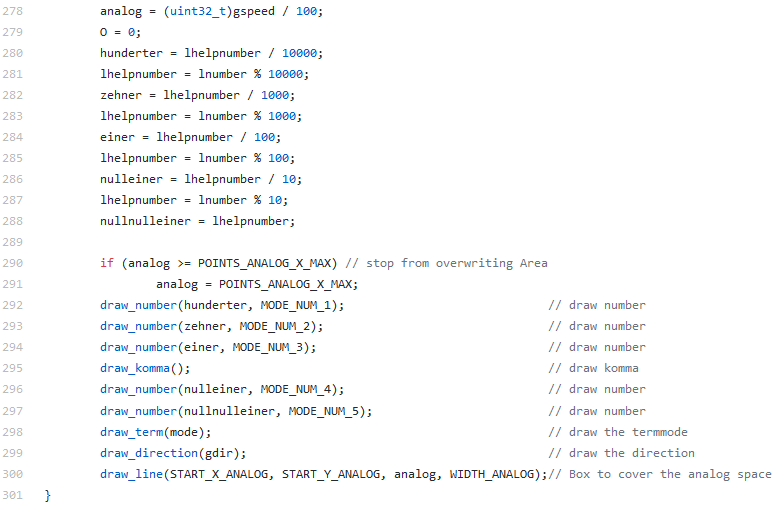 278 analog = (uint32_t)gspeed / 100;
279 O = 0;
280 hunderter = lhelpnumber / 10000;
281 lhelpnumber = lnumber % 10000;
282 zehner = lhelpnumber / 1000;
283 lhelpnumber = lnumber % 1000;
284 einer = lhelpnumber / 100;
285 lhelpnumber = lnumber % 100;
286 nulleiner = lhelpnumber / 10;
287 lhelpnumber = lnumber % 10;
288 nullnulleiner = lhelpnumber;
289
290 if (analog >= POINTS_ANALOG_X_MAX) // stop from overwriting Area
291 analog = POINTS_ANALOG_X_MAX;
292 draw_number(hunderter, MODE_NUM_1); // draw number
293 draw_number(zehner, MODE_NUM_2); // draw number
294 draw_number(einer, MODE_NUM_3); // draw number
295 draw_komma(); // draw komma
296 draw_number(nulleiner, MODE_NUM_4); // draw number
297 draw_number(nullnulleiner, MODE_NUM_5); // draw number
298 draw_term(mode); // draw the termmode
299 draw_direction(gdir); // draw the direction
300 draw_line(START_X_ANALOG, START_Y_ANALOG, analog, WIDTH_ANALOG);// Box to cover the analog space
301 }